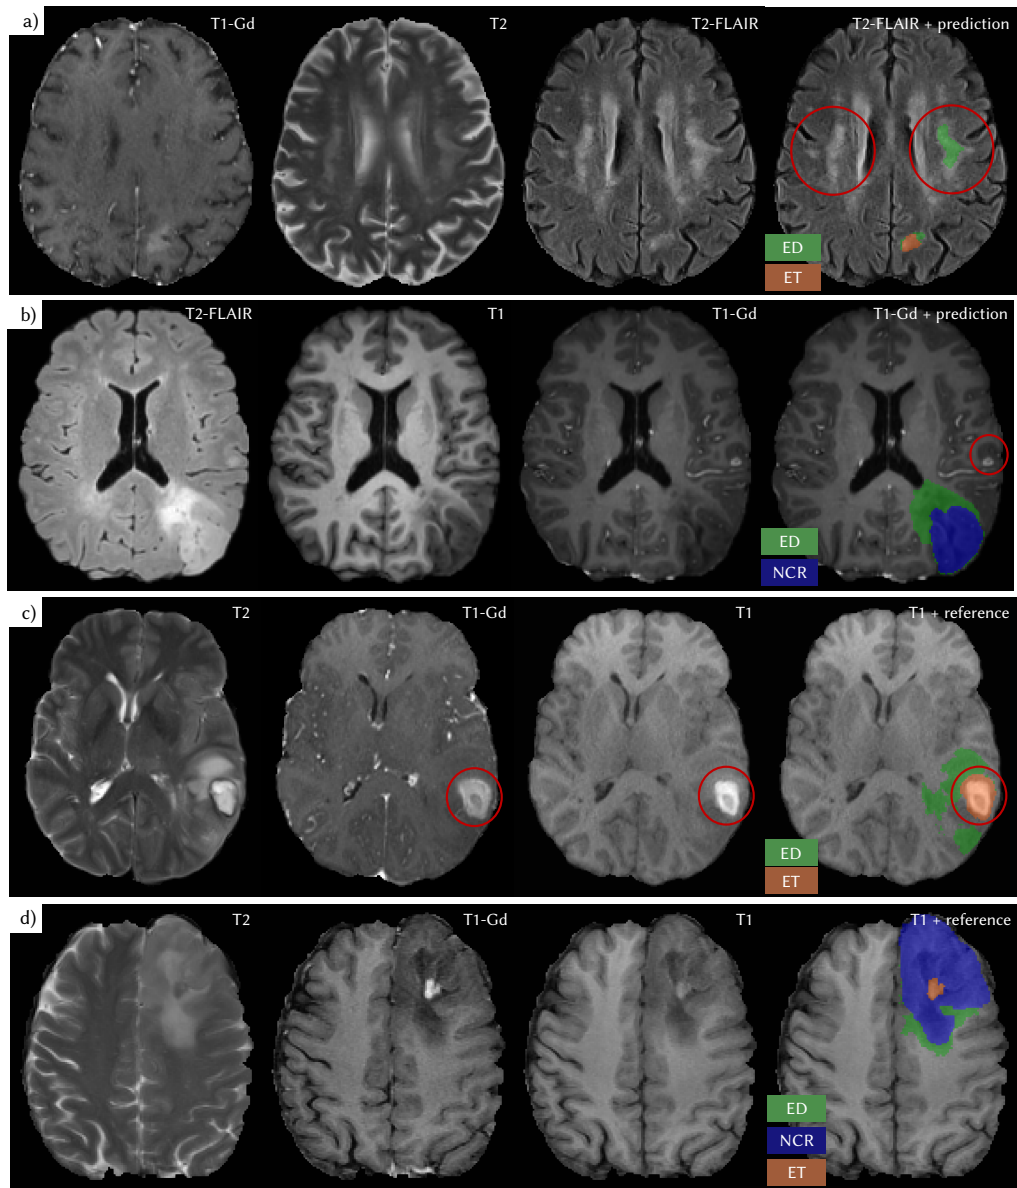 a) T1-Gd T2 T2-FLAIR T2-FLAIR + prediction
ED
ET
b) T2-FLAIR T1 T1-Gd T1-Gd + prediction
ED
NCR
c) T2 T1-Gd T1 T1 + reference
ED
ET
d) T2 T1-Gd T1 T1 + reference
ED
NCR
ET